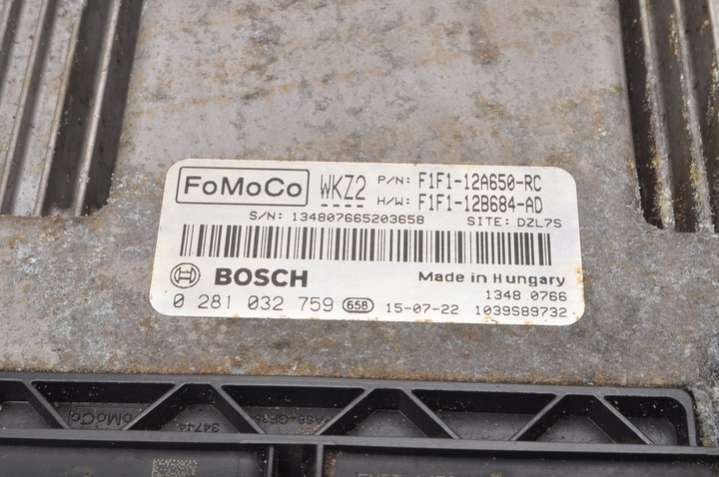 FoMoCo WKZ2 P/N: F1F1-12A650-RC
H/W: F1F1-12B684-AD
S/N: 134807665203658 SITE: DZL7S
BOSCH Made in Hungary
0 281 032 759 658 15-07-22 1348 0766
1039S89732
FoMoCo